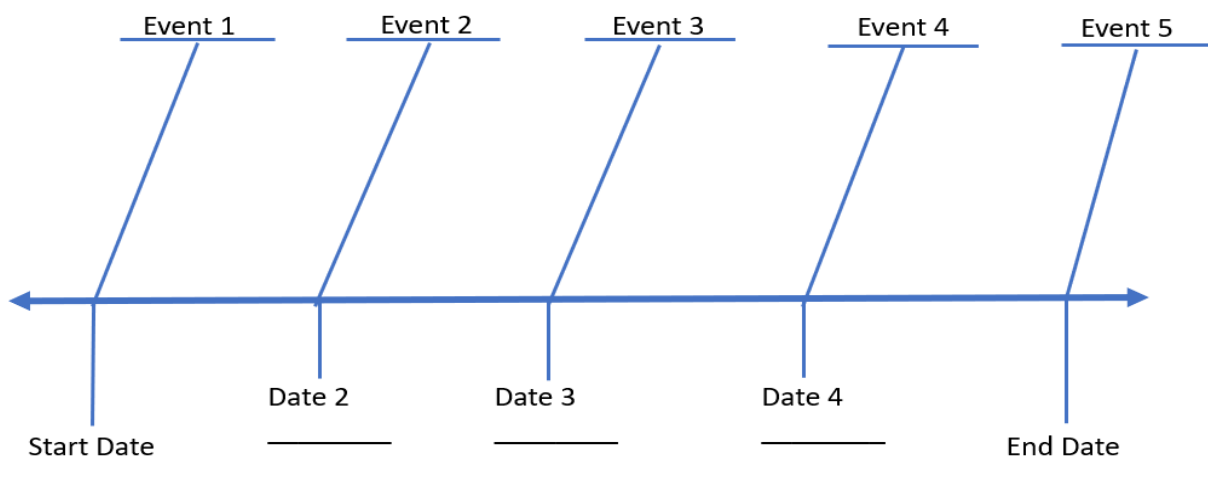 Event 1 Event 2 Event 3 Event 4 Event 5
Date 2 Date 3 Date 4
Start Date End Date